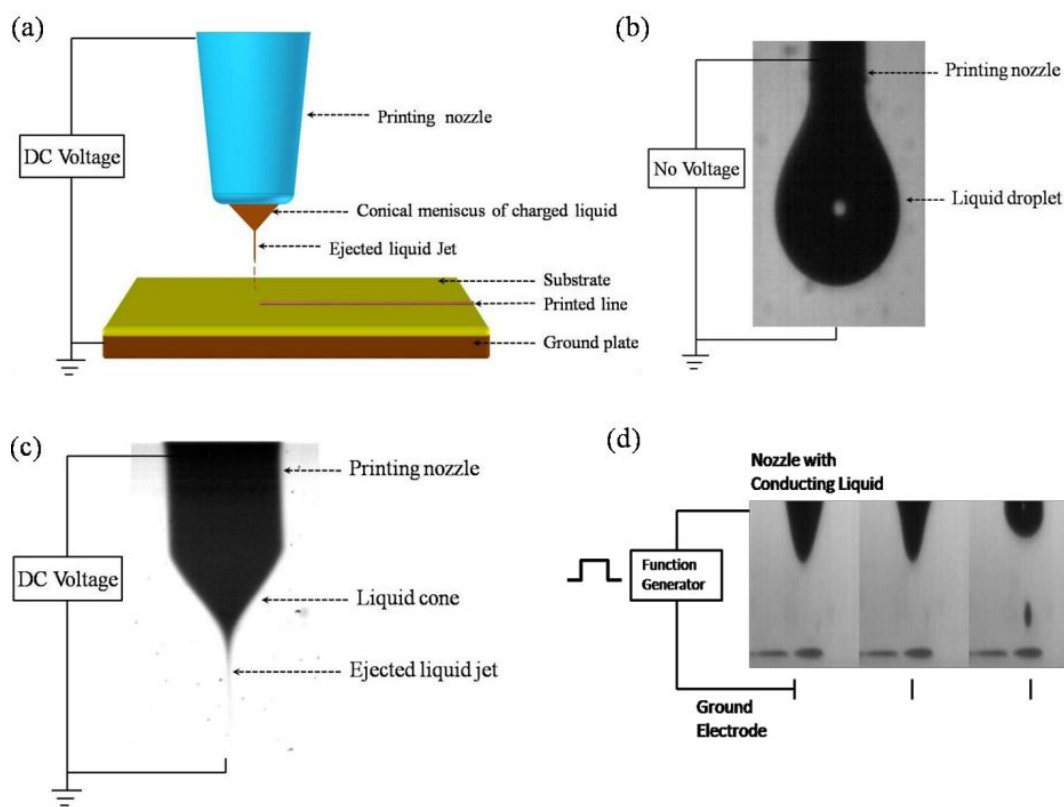 (a)
DC Voltage
Printing nozzle
Conical meniscus of charged liquid
Ejected liquid Jet
Substrate
Printed line
Ground plate
(b)
No Voltage
Printing nozzle
Liquid droplet
(c)
DC Voltage
Printing nozzle
Liquid cone
Ejected liquid jet
(d)
Nozzle with
Conducting Liquid
Function
Generator
Ground
Electrode